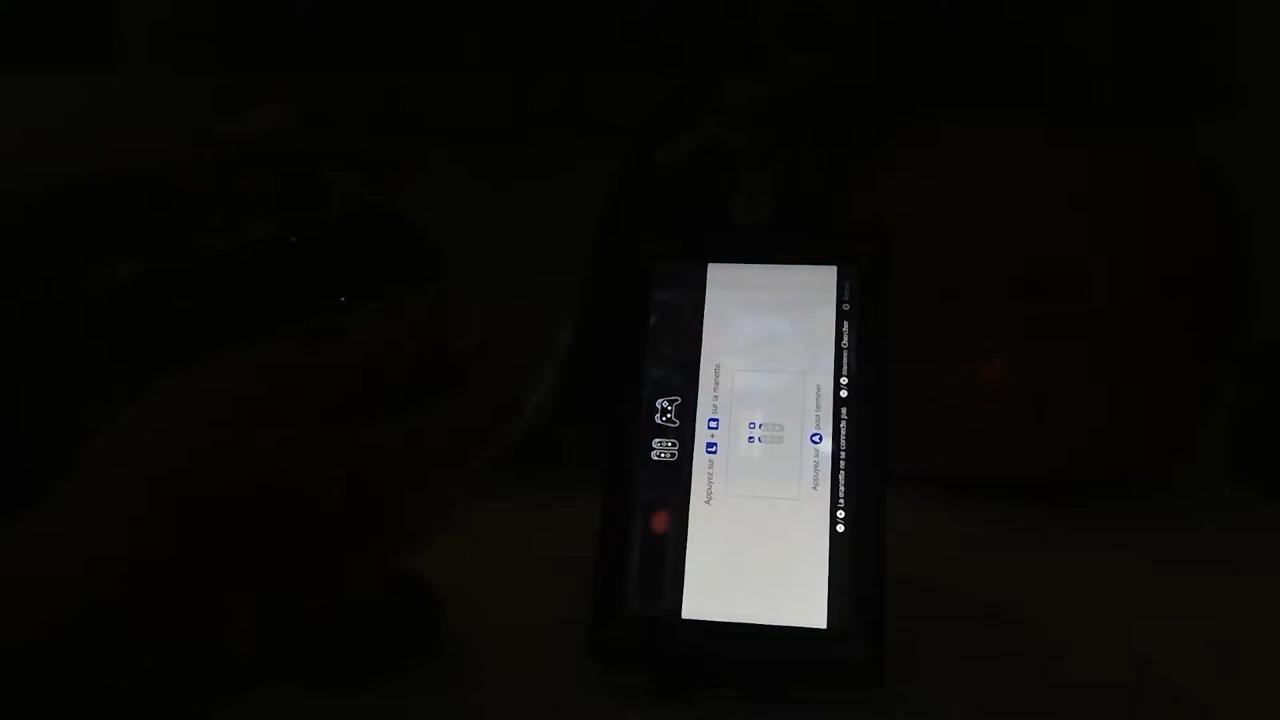 Appuyez sur L + R sur la manette.
L + R
Appuyez sur A pour terminer
La manette ne se connecte pas
Chercher